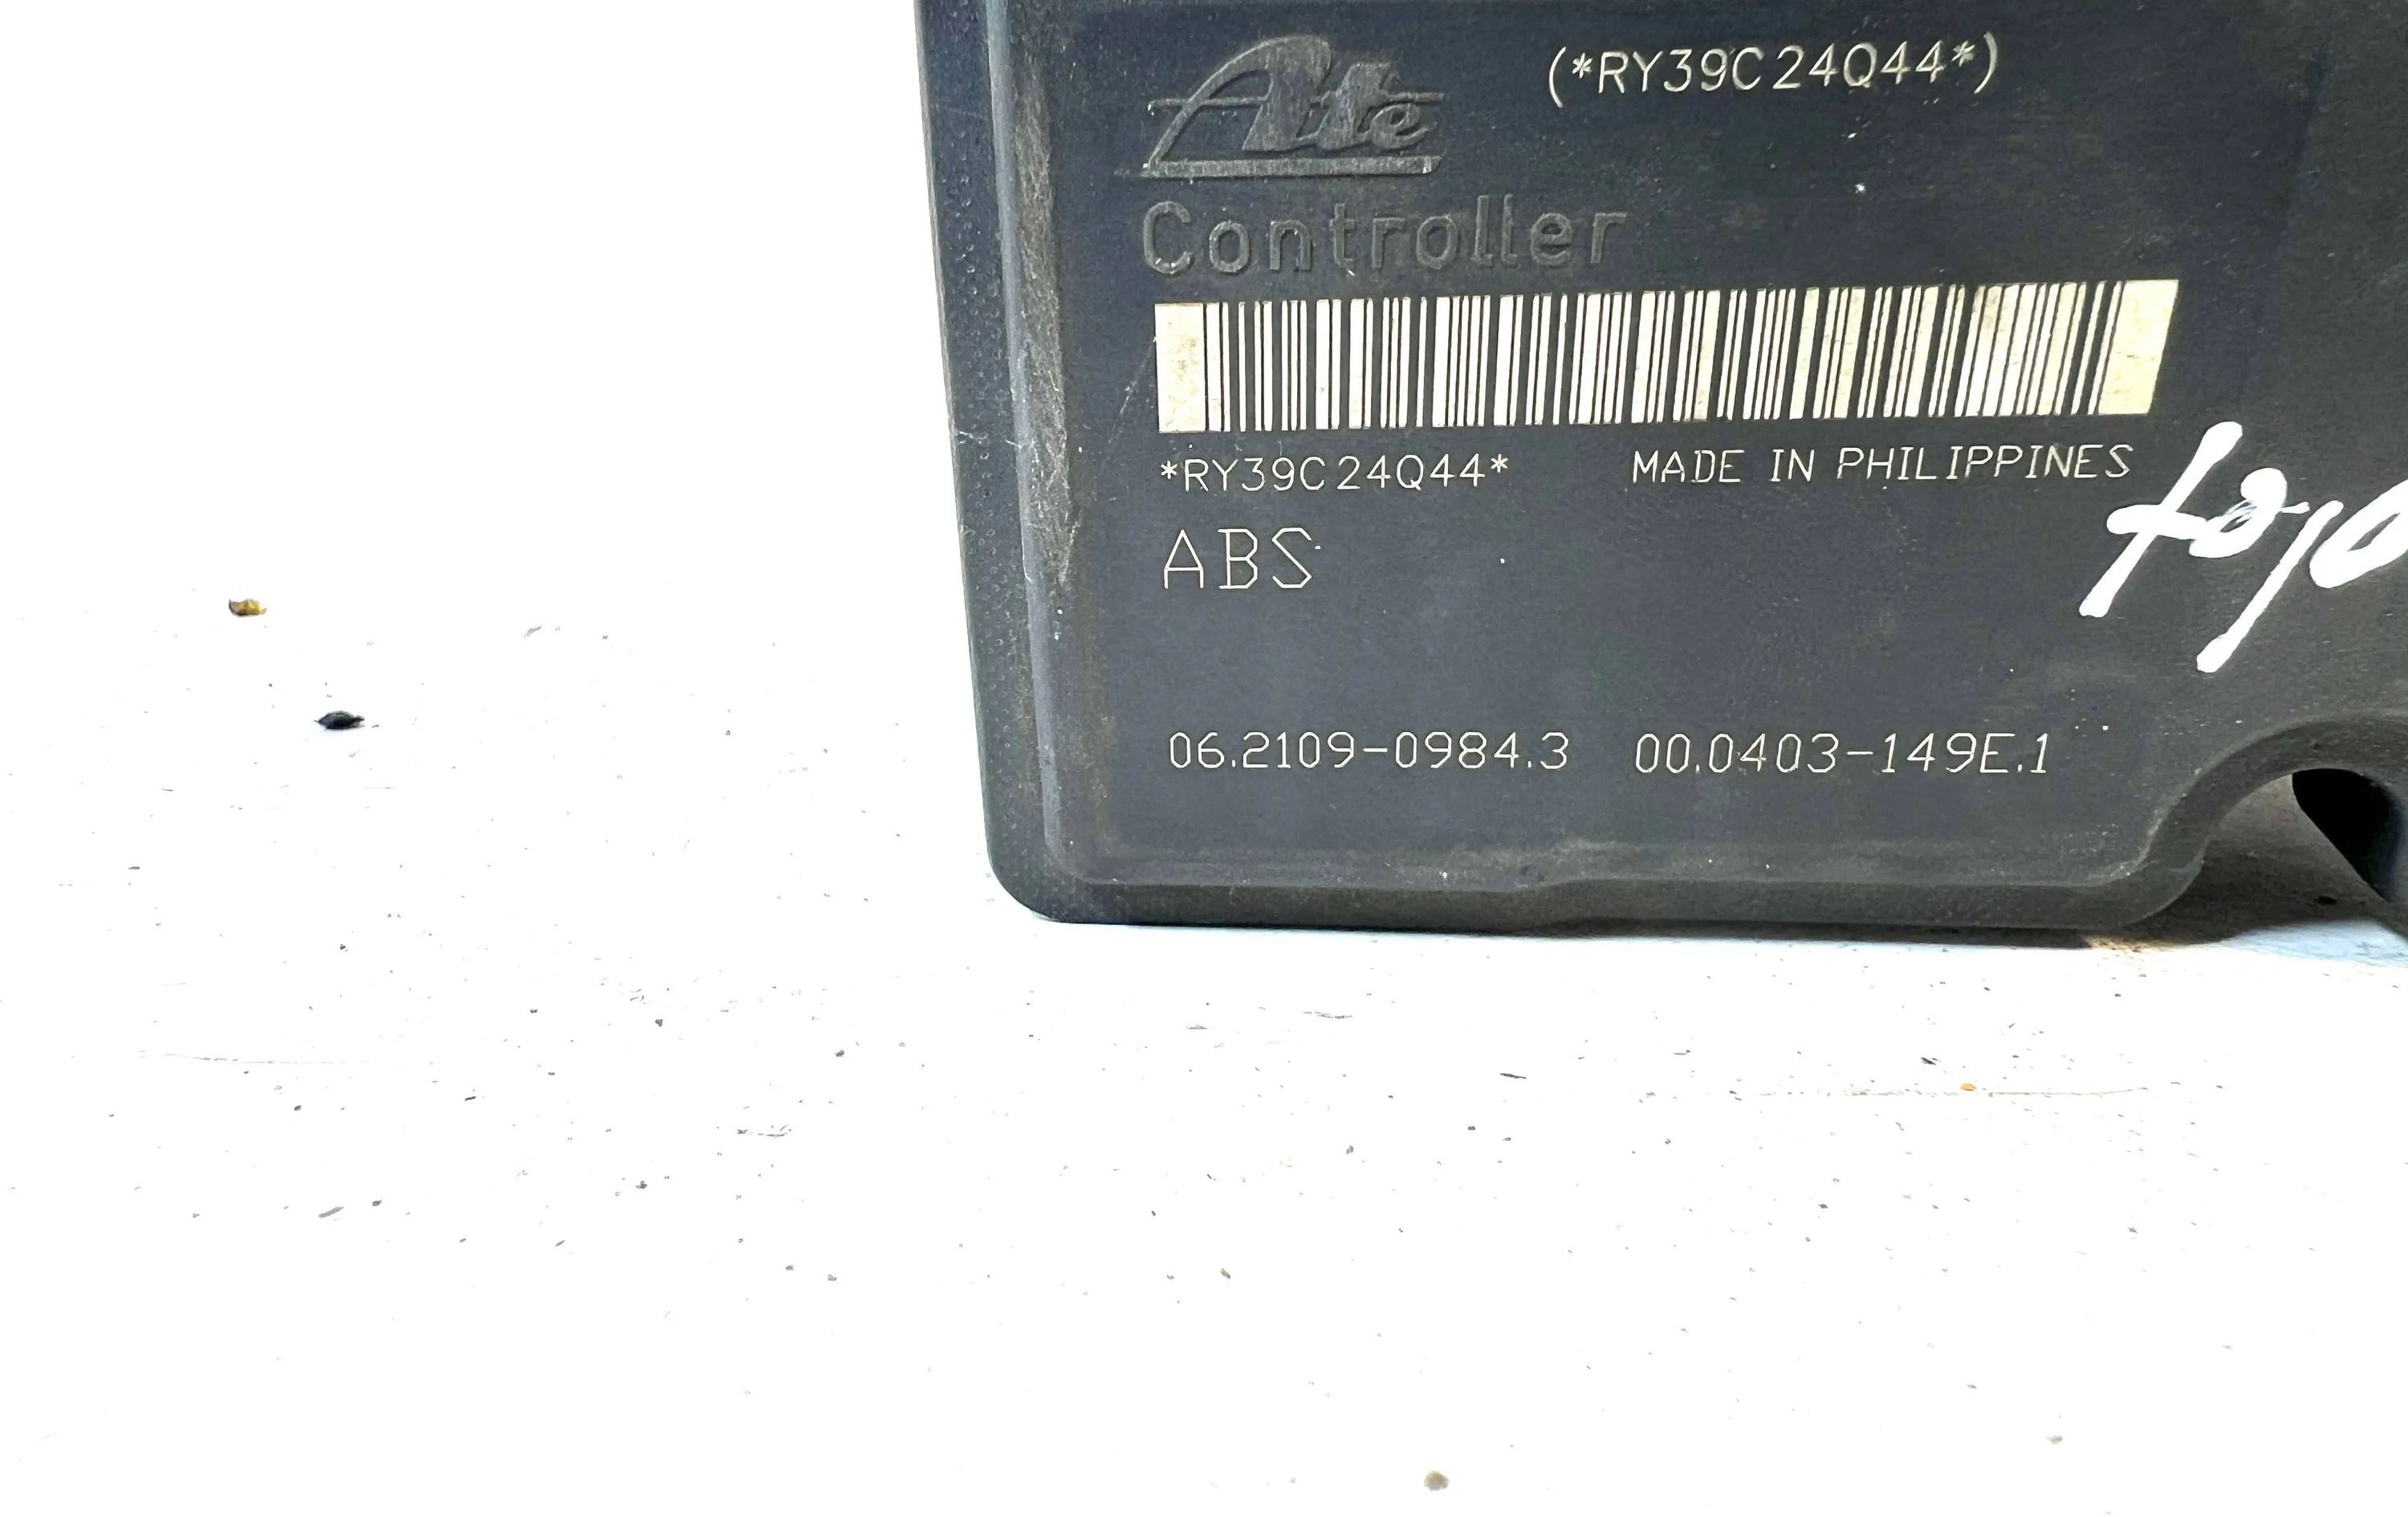 Ate (*RY39C24Q44*)
Controller
*RY39C24Q44* MADE IN PHILIPPINES
ABS
06.2109-0984.3 00.0403-149E.1